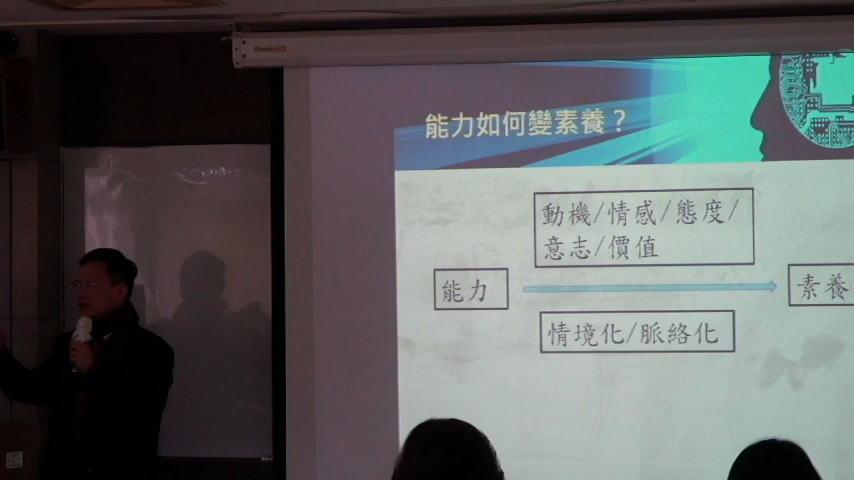 能力如何變素養？
動機/情感/態度/
意志/價值
能力
素養
情境化/脈絡化